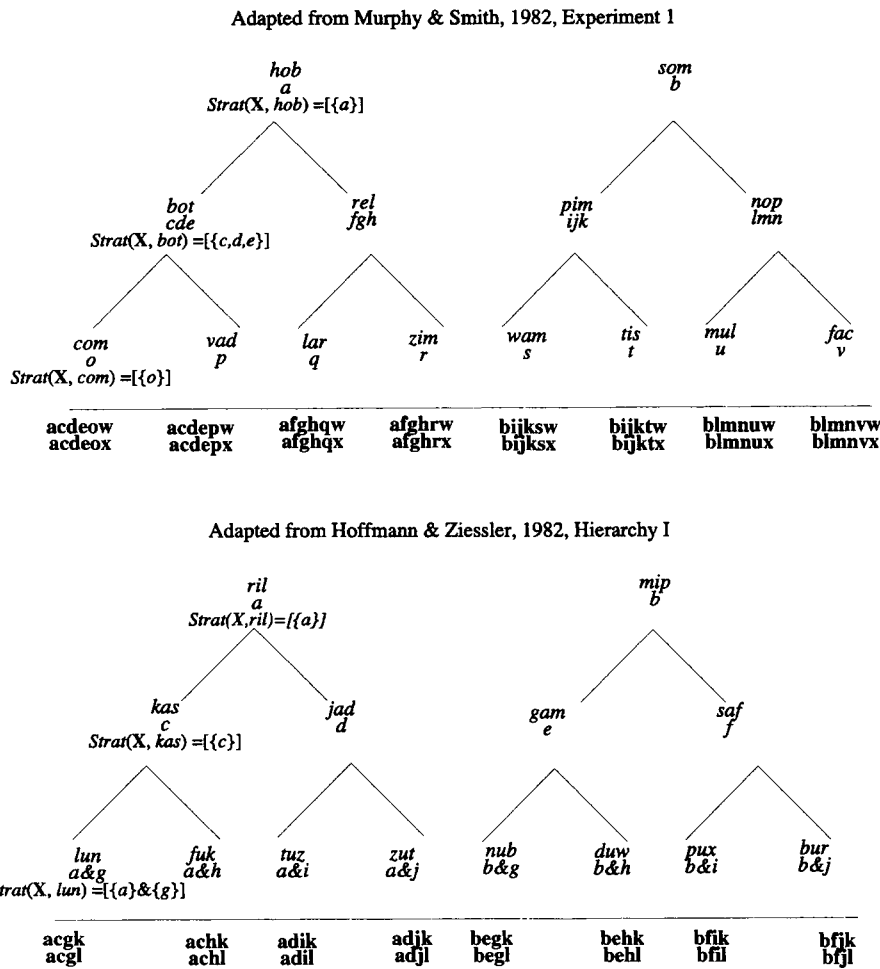 Adapted from Murphy & Smith, 1982, Experiment 1
hob som
a b
Strat(X, hob) =[{a}]
bot rel pim nop
cde fgh ijk lmn
Strat(X, bot) =[{c,d,e}]
com vad lar zim wam tis mul fac
o p q r s t u v
Strat(X, com) =[{o}]
acdeow acdepw afghqw afghrw bijksw bijktw blmnuw blmnvw
acdeox acdepx afghqx afghrx bijksx bijktx blmnux blmnvx
Adapted from Hoffmann & Ziessler, 1982, Hierarchy I
ril mip
a b
Strat(X,ril)=[{a}]
kas jad gam saf
c d e f
Strat(X, kas) =[{c}]
lun fuk tuz zut nub duw pux bur
a&g a&h a&i a&j b&g b&h b&i b&j
trat(X, lun) =[{a}&{g}]
acgk achk adik adjk begk behk bfik bfjk
acgl achl adil adjl begl behl bfil bfjl